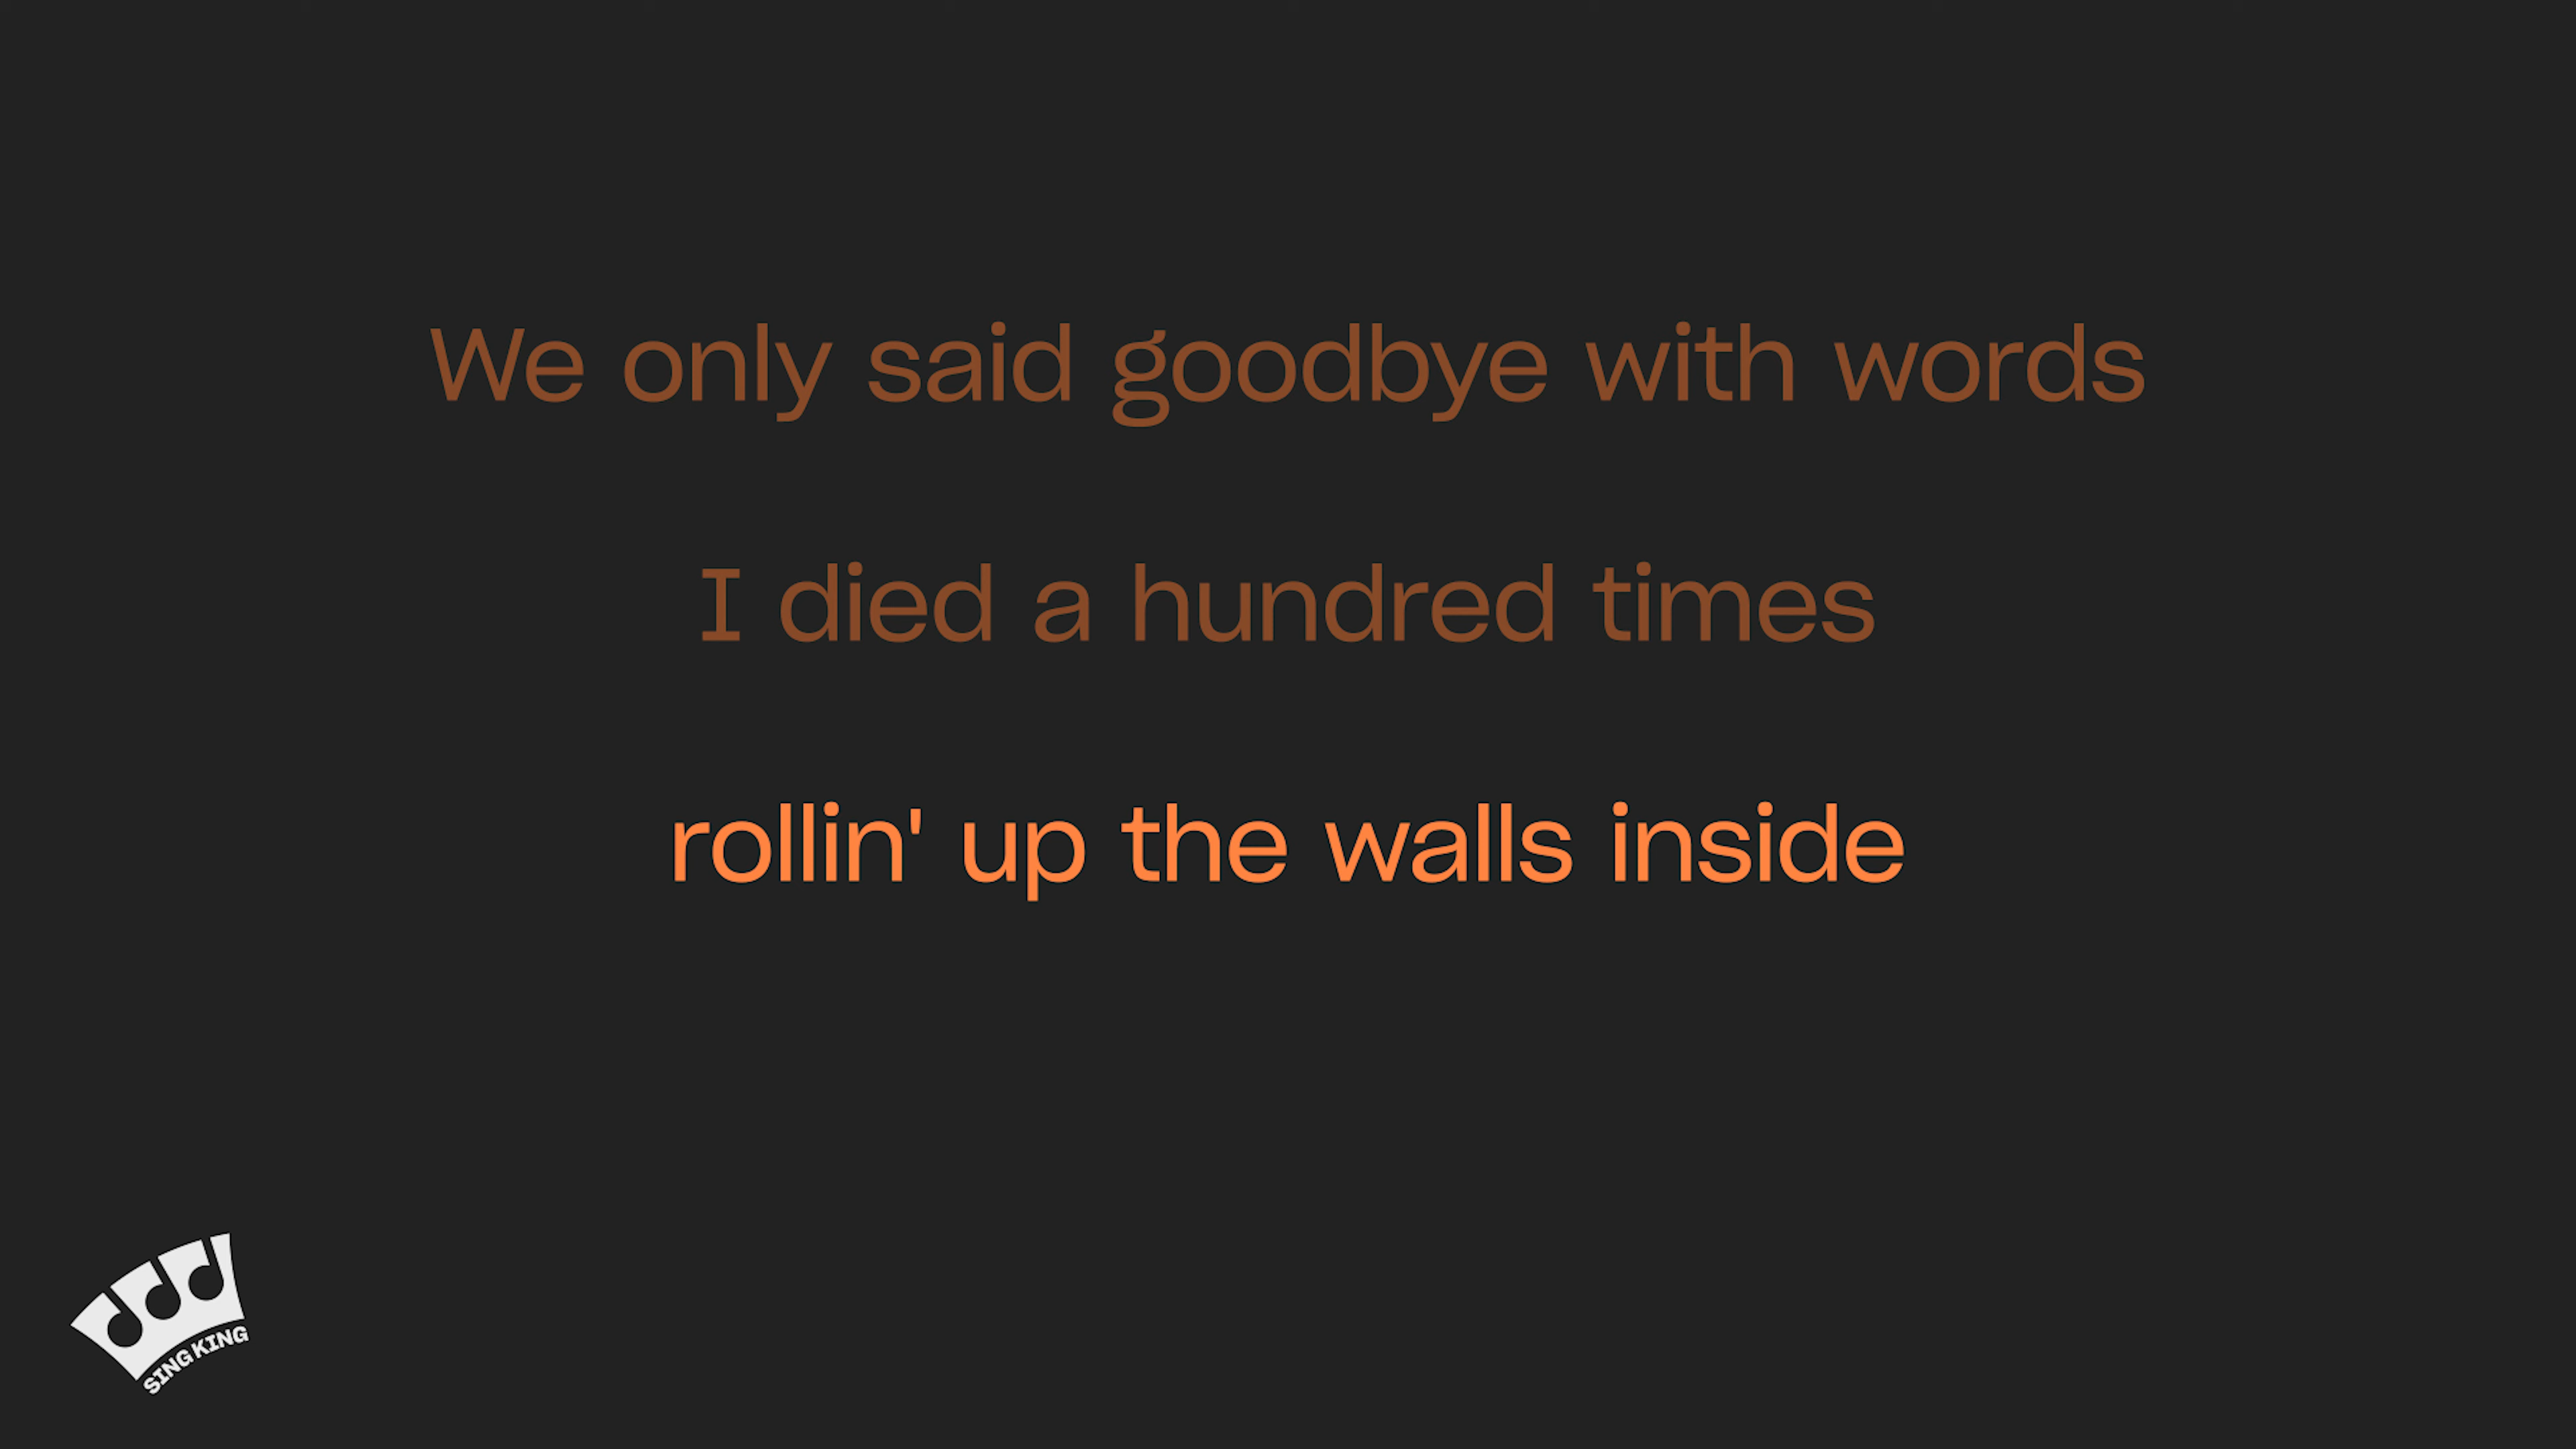 We only said goodbye with words
I died a hundred times
rollin' up the walls inside
SING KING